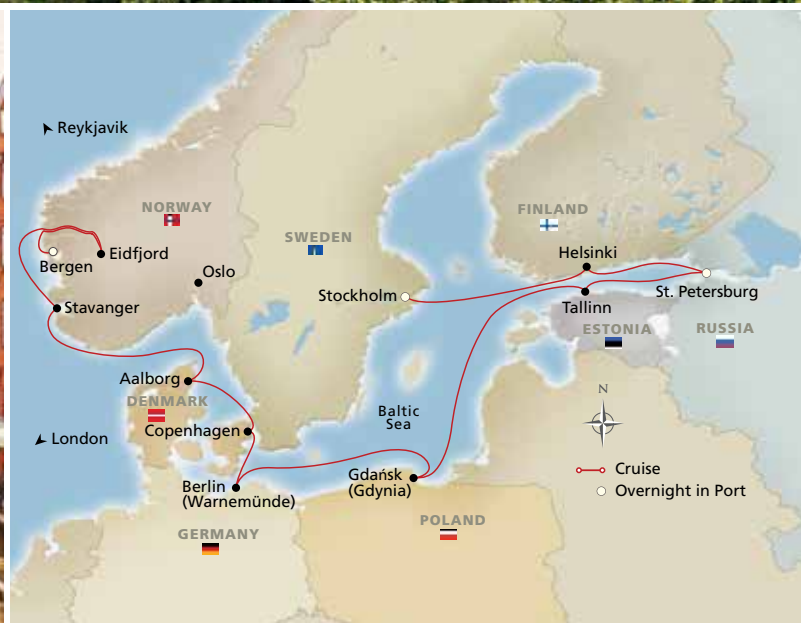 Reykjavik
NORWAY
FINLAND
SWEDEN
Bergen
Eidfjord
Oslo
Helsinki
Stockholm
St. Petersburg
Stavanger
Tallinn
ESTONIA
RUSSIA
Aalborg
DENMARK
Baltic
Sea
N
London
Copenhagen
Berlin
(Warnemünde)
Gdańsk
(Gdynia)
Cruise
Overnight in Port
GERMANY
POLAND